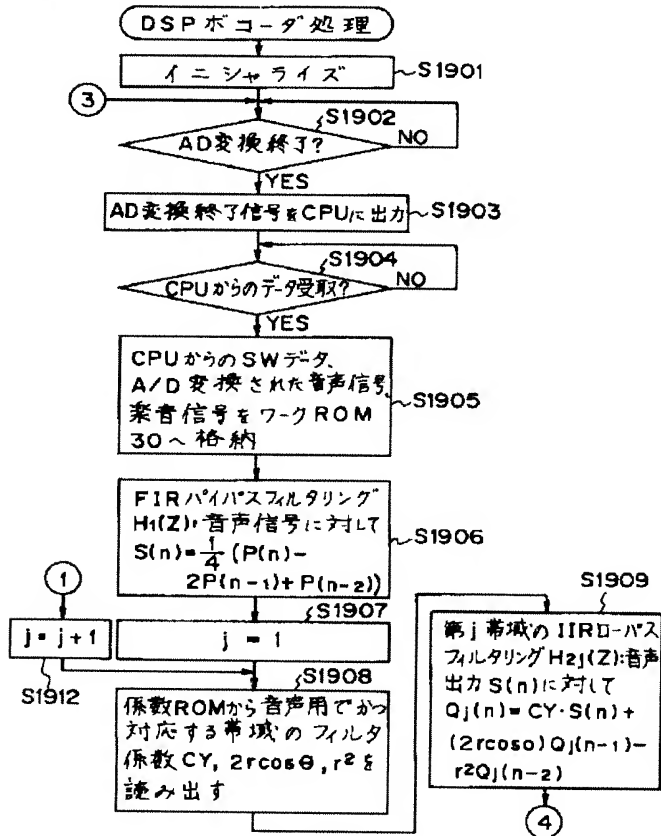 DSPボコーダ処理
イニシャライズ
S1901
3
S1902
AD変換終了?
NO
YES
AD変換終了信号をCPUに出力
S1903
S1904
CPUからのデータ受取?
NO
YES
CPUからのSWデータ、
A/D変換された音声信号、
楽音信号をワークROM
30へ格納
S1905
FIRハイパスフィルタリング
H1(Z):音声信号に対して
S(n)=1/4(P(n)-
2P(n-1)+P(n-2))
S1906
1
j=j+1
S1912
S1907
j=1
S1908
係数ROMから音声用でかつ
対応する帯域のフィルタ
係数CY, 2rcosθ, r²を
読み出す
S1909
第j帯域のIIRローパス
フィルタリングH2j(Z):音声
出力S(n)に対して
Qj(n)=CY・S(n)+
(2rcosθ)Qj(n-1)-
r²Qj(n-2)
4